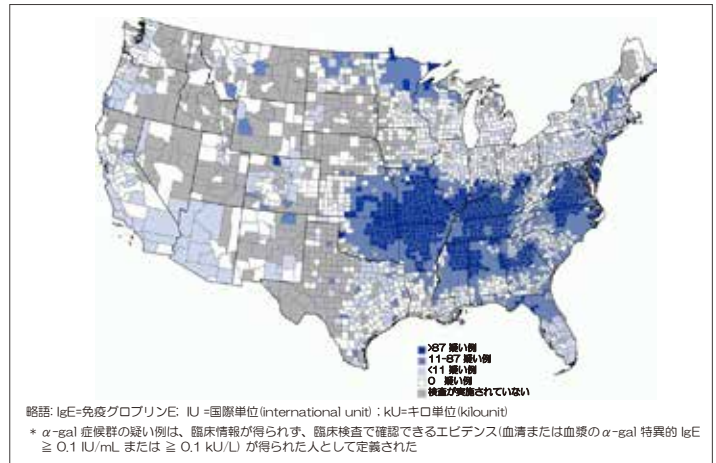 >87 疑い例
11-87 疑い例
<11 疑い例
0 疑い例
検査が実施されていない
略語: IgE=免疫グロブリンE: IU =国際単位(international unit) ; kU=キロ単位(kilounit)
* α-gal 症候群の疑い例は、臨床情報が得られず、臨床検査で確認できるエビデンス(血清または血漿のα-gal 特異的 IgE
≧ 0.1 IU/mL または ≧ 0.1 kU/L) が得られた人として定義された